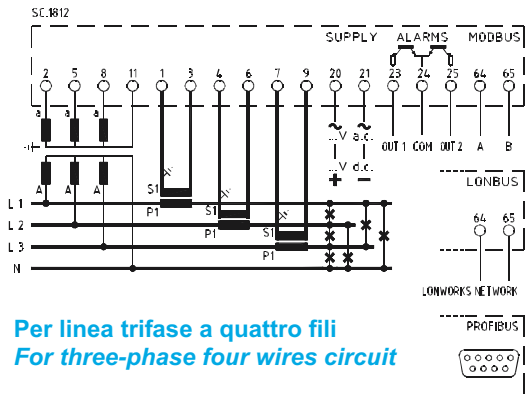 SC.1812
SUPPLY ALARMS MODBUS
2 5 8 11 1 3 4 6 7 9 20 21 23 24 25 64 65
a a a
...V a.c.
OUT 1 COM OUT 2 A B
...V d.c.
+ −
A A A
S1
LONBUS
L 1
P1
S1
64 65
L 2
P1
S1
L 3
P1
N
LONWORKS NETWORK
Per linea trifase a quattro fili
For three-phase four wires circuit
PROFIBUS